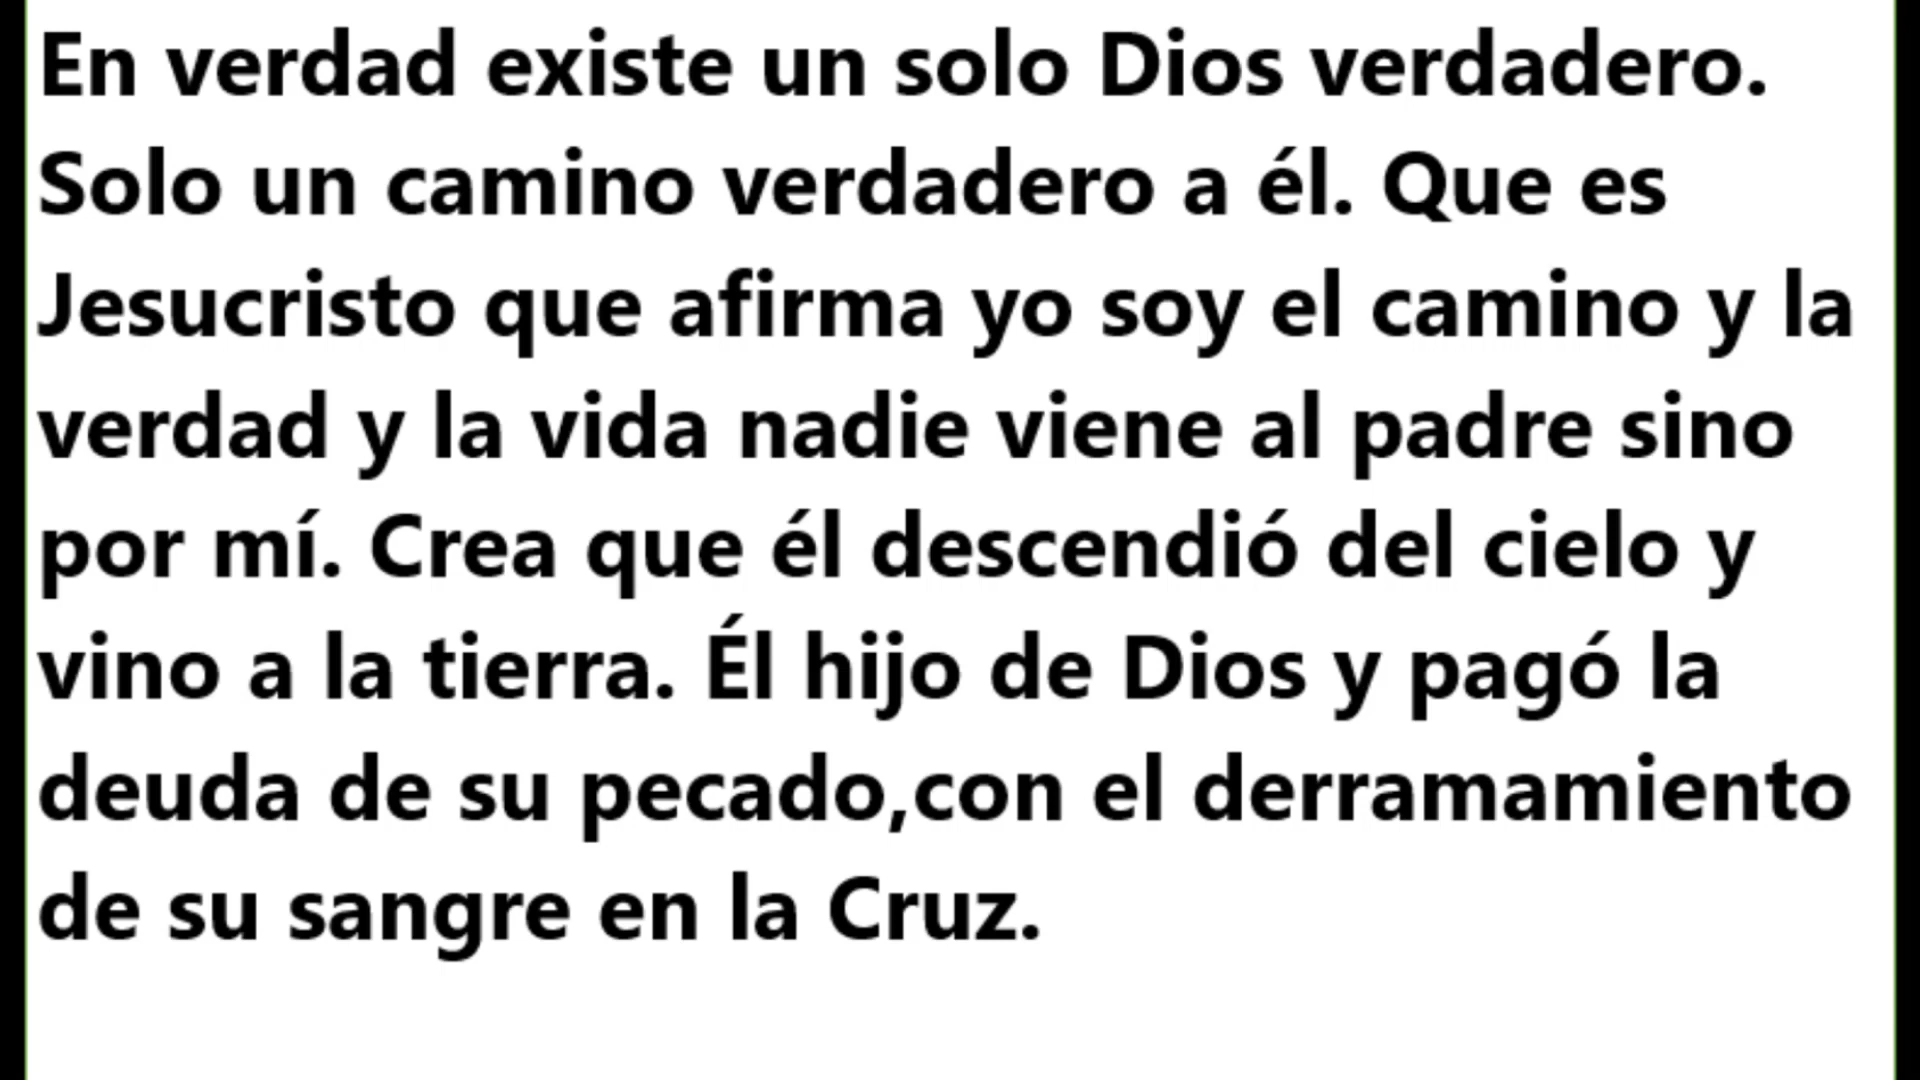 En verdad existe un solo Dios verdadero.
Solo un camino verdadero a él. Que es
Jesucristo que afirma yo soy el camino y la
verdad y la vida nadie viene al padre sino
por mí. Crea que él descendió del cielo y
vino a la tierra. Él hijo de Dios y pagó la
deuda de su pecado,con el derramamiento
de su sangre en la Cruz.